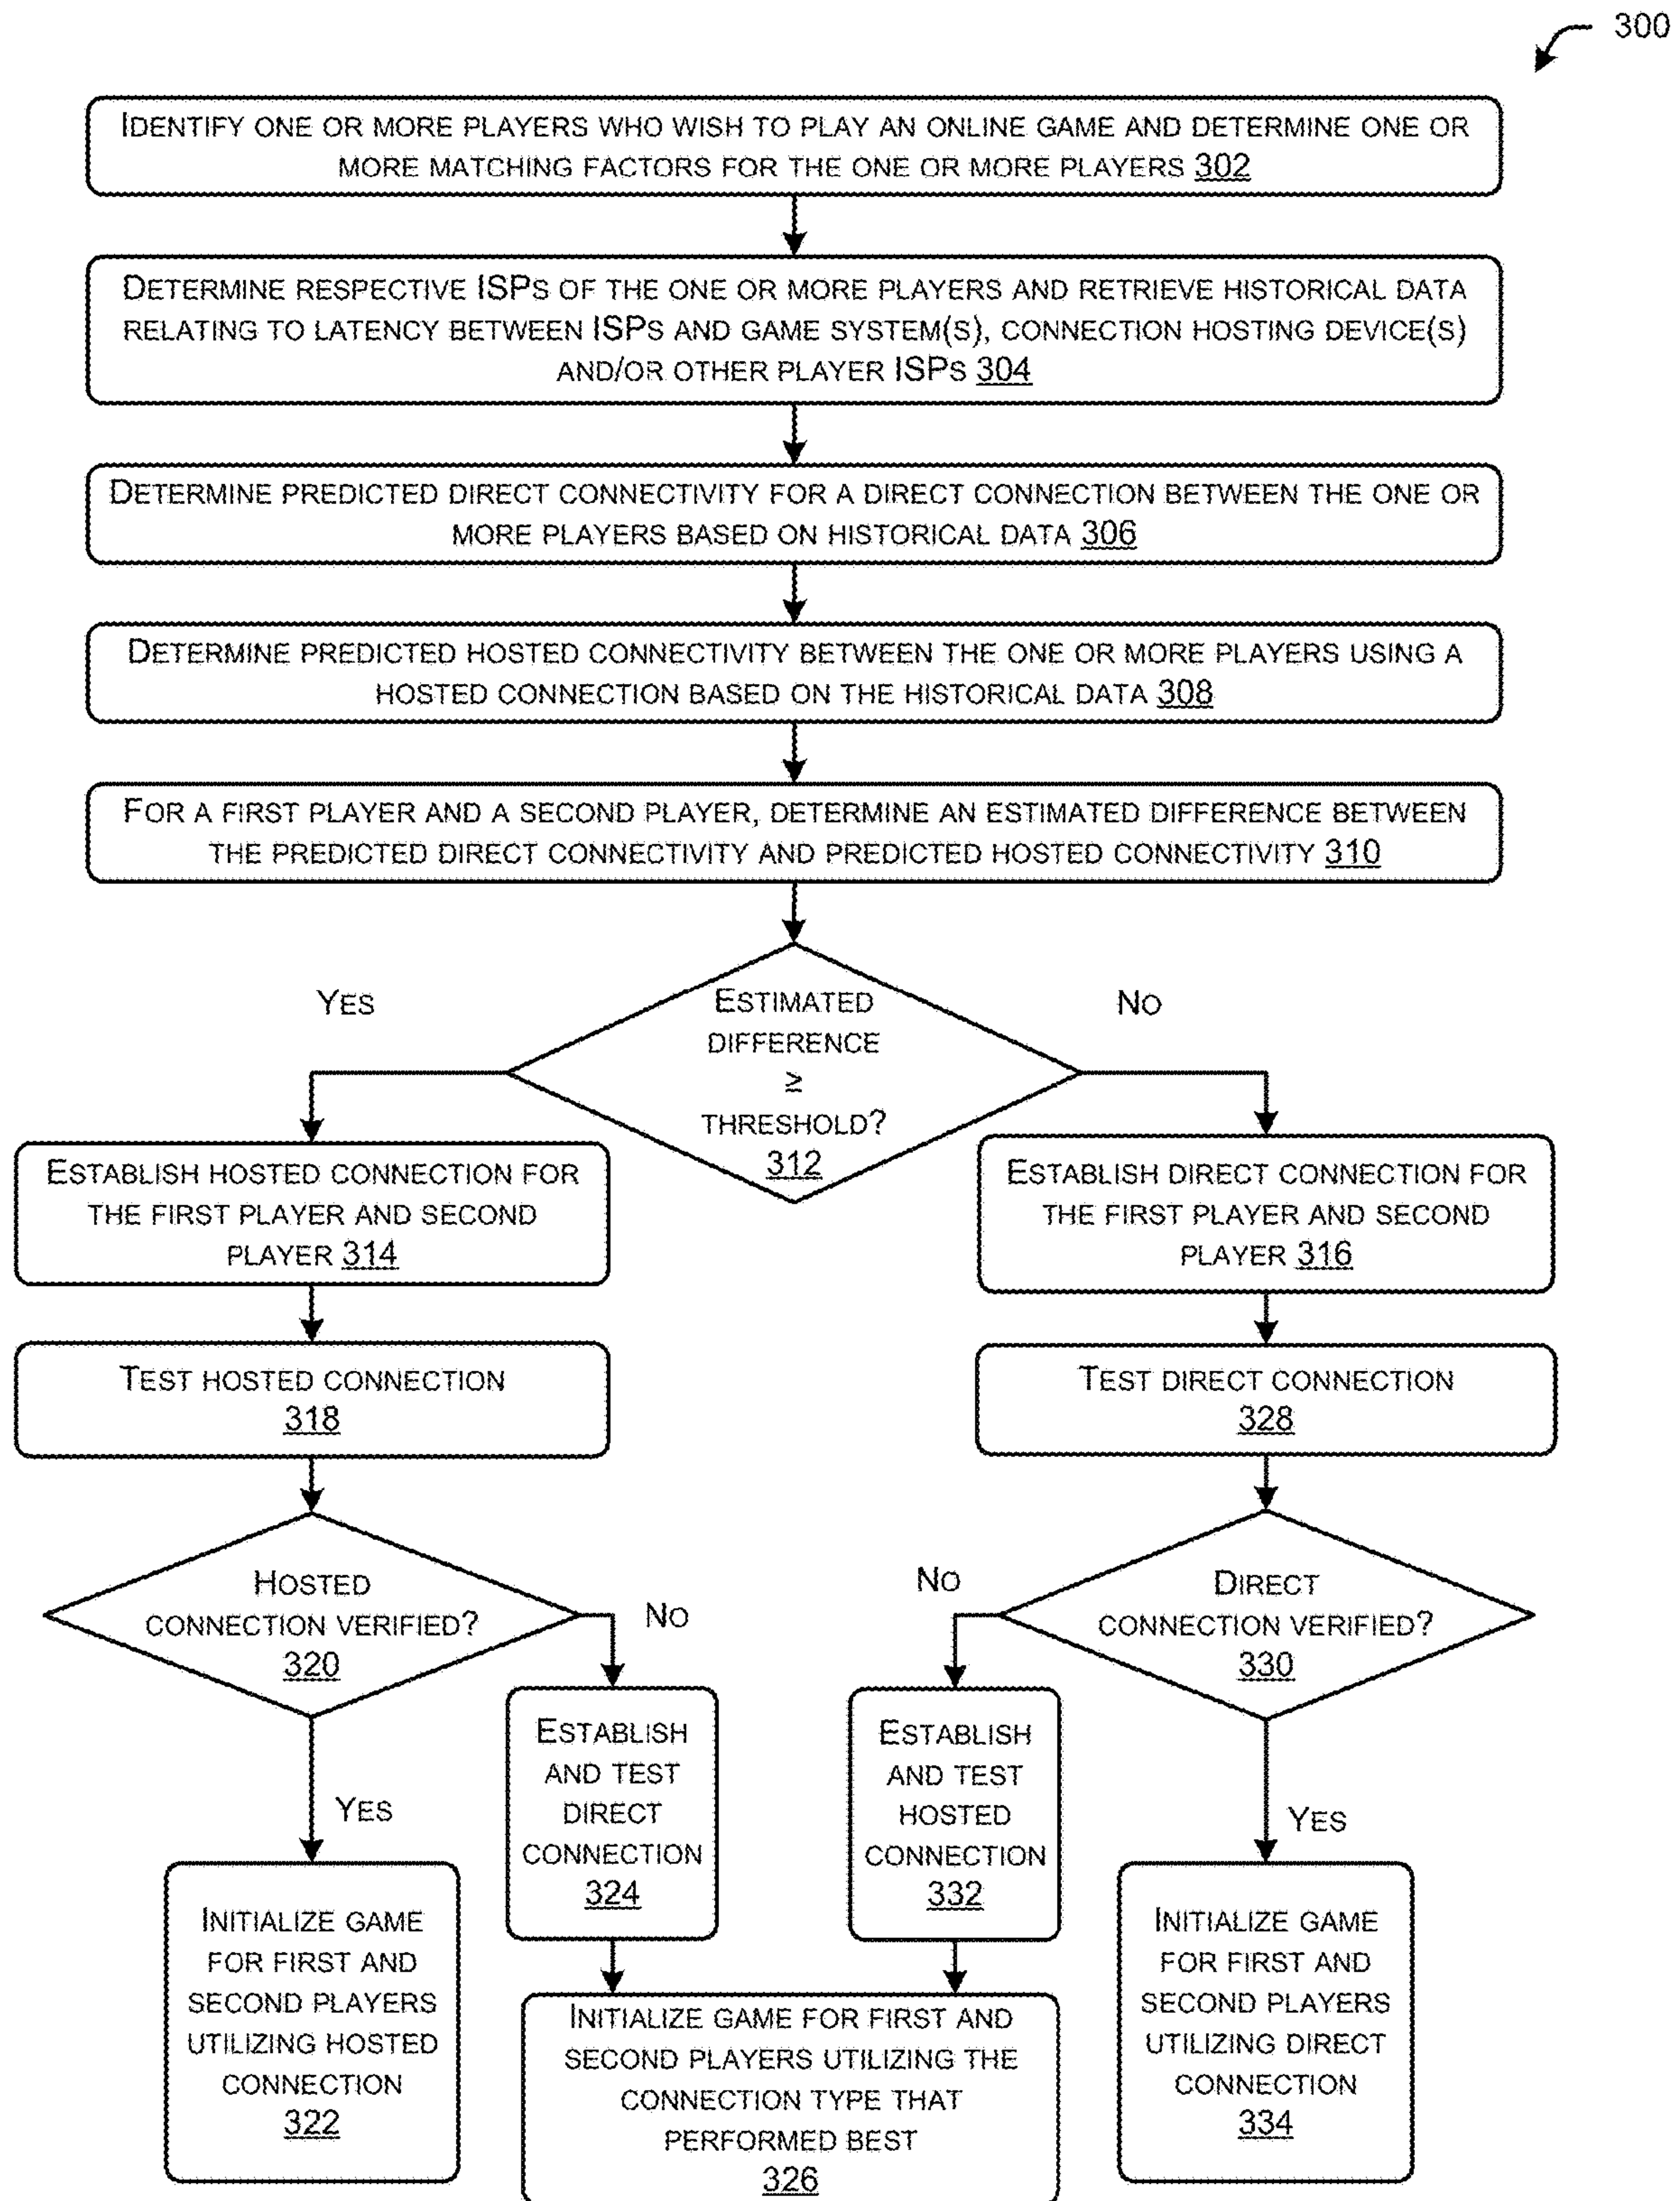 300
IDENTIFY ONE OR MORE PLAYERS WHO WISH TO PLAY AN ONLINE GAME AND DETERMINE ONE OR
MORE MATCHING FACTORS FOR THE ONE OR MORE PLAYERS 302
DETERMINE RESPECTIVE ISPS OF THE ONE OR MORE PLAYERS AND RETRIEVE HISTORICAL DATA
RELATING TO LATENCY BETWEEN ISPS AND GAME SYSTEM(S), CONNECTION HOSTING DEVICE(S)
AND/OR OTHER PLAYER ISPS 304
DETERMINE PREDICTED DIRECT CONNECTIVITY FOR A DIRECT CONNECTION BETWEEN THE ONE OR
MORE PLAYERS BASED ON HISTORICAL DATA 306
DETERMINE PREDICTED HOSTED CONNECTIVITY BETWEEN THE ONE OR MORE PLAYERS USING A
HOSTED CONNECTION BASED ON THE HISTORICAL DATA 308
FOR A FIRST PLAYER AND A SECOND PLAYER, DETERMINE AN ESTIMATED DIFFERENCE BETWEEN
THE PREDICTED DIRECT CONNECTIVITY AND PREDICTED HOSTED CONNECTIVITY 310
ESTIMATED
DIFFERENCE
≥
THRESHOLD?
312
YES
NO
ESTABLISH HOSTED CONNECTION FOR
THE FIRST PLAYER AND SECOND
PLAYER 314
ESTABLISH DIRECT CONNECTION FOR
THE FIRST PLAYER AND SECOND
PLAYER 316
TEST HOSTED CONNECTION
318
TEST DIRECT CONNECTION
328
HOSTED
CONNECTION VERIFIED?
320
NO
NO
DIRECT
CONNECTION VERIFIED?
330
YES
ESTABLISH
AND TEST
DIRECT
CONNECTION
324
ESTABLISH
AND TEST
HOSTED
CONNECTION
332
YES
INITIALIZE GAME
FOR FIRST AND
SECOND PLAYERS
UTILIZING HOSTED
CONNECTION
322
INITIALIZE GAME FOR FIRST AND
SECOND PLAYERS UTILIZING THE
CONNECTION TYPE THAT
PERFORMED BEST
326
INITIALIZE GAME
FOR FIRST AND
SECOND PLAYERS
UTILIZING DIRECT
CONNECTION
334